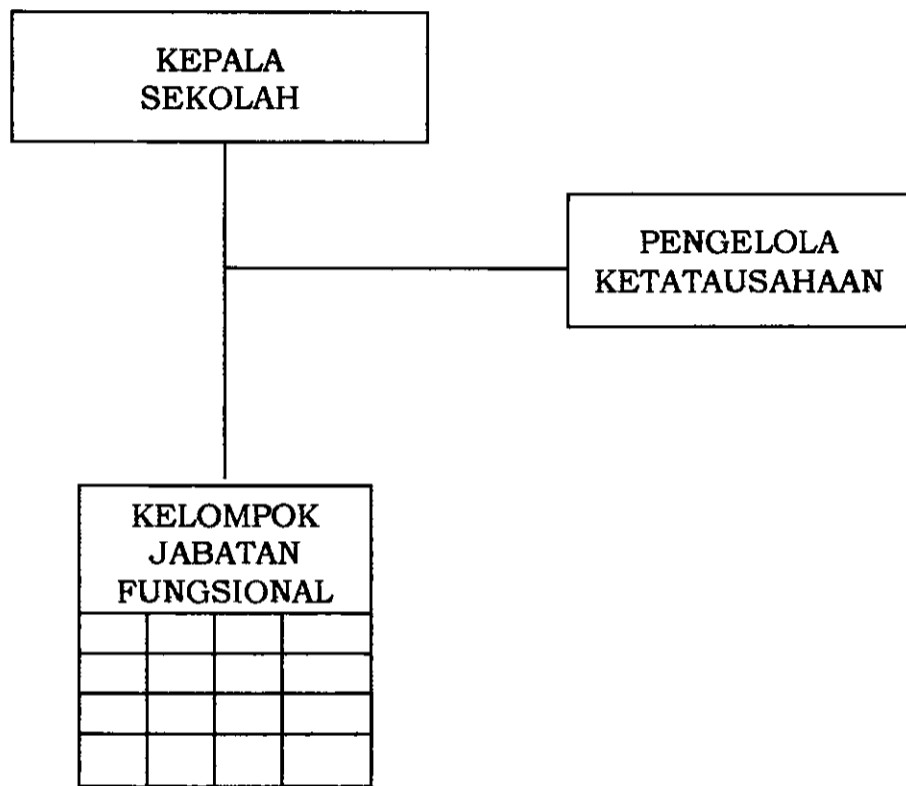 KEPALA
SEKOLAH
PENGELOLA
KETATAUSAHAAN
KELOMPOK
JABATAN
FUNGSIONAL